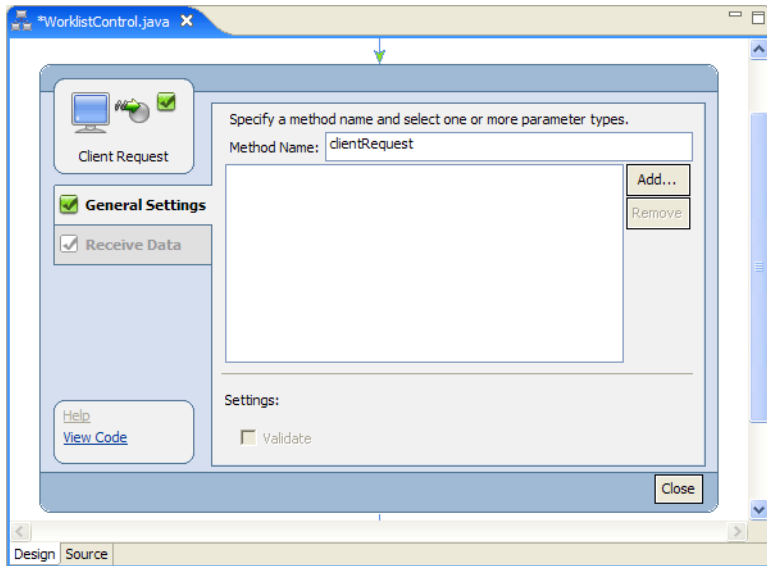 *WorklistControl.java
Client Request
Specify a method name and select one or more parameter types.
Method Name: clientRequest
Add...
Remove
General Settings
Receive Data
Settings:
Validate
Help
View Code
Close
Design Source